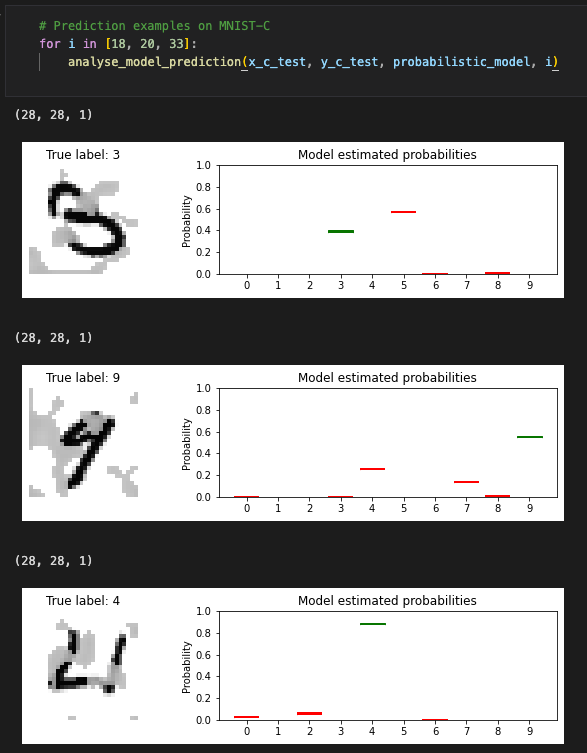 # Prediction examples on MNIST-C
for i in [18, 20, 33]:
analyse_model_prediction(x_c_test, y_c_test, probabilistic_model, i)
(28, 28, 1)
True label: 3
Model estimated probabilities
Probability
1.0
0.8
0.6
0.4
0.2
0.0
0 1 2 3 4 5 6 7 8 9
(28, 28, 1)
True label: 9
Model estimated probabilities
Probability
1.0
0.8
0.6
0.4
0.2
0.0
0 1 2 3 4 5 6 7 8 9
(28, 28, 1)
True label: 4
Model estimated probabilities
Probability
1.0
0.8
0.6
0.4
0.2
0.0
0 1 2 3 4 5 6 7 8 9